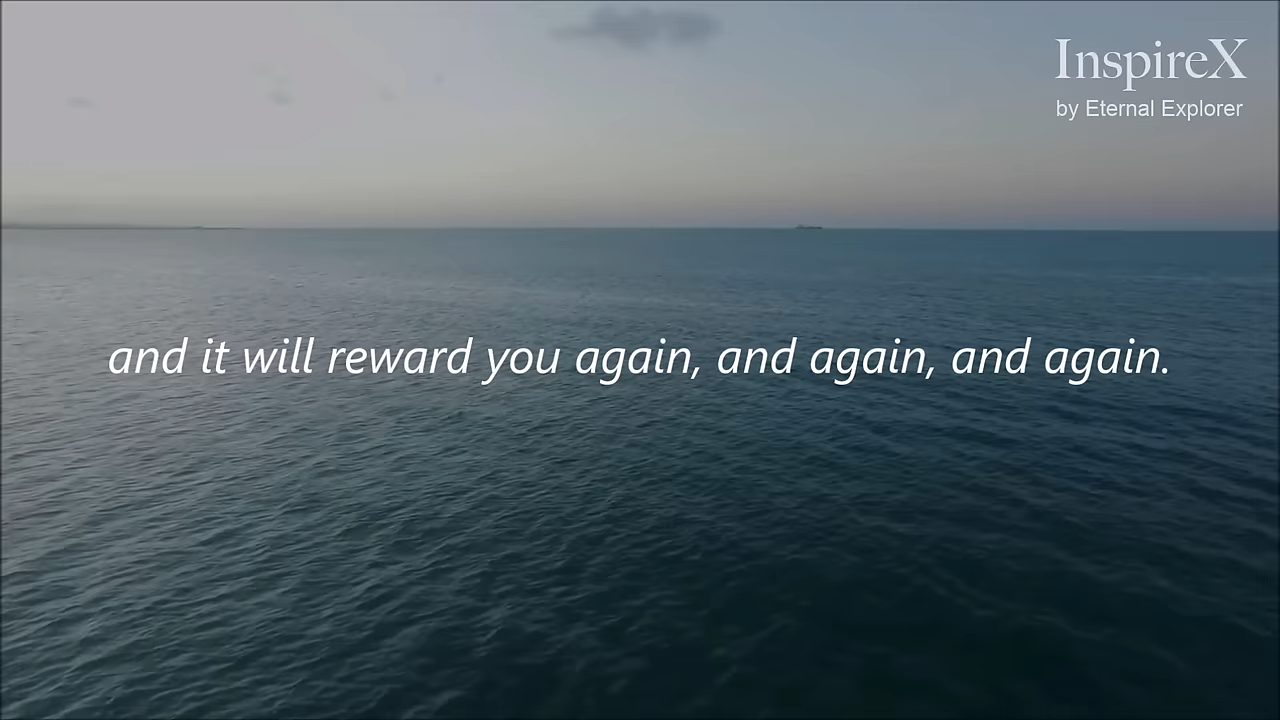 InspireX
by Eternal Explorer
and it will reward you again, and again, and again.